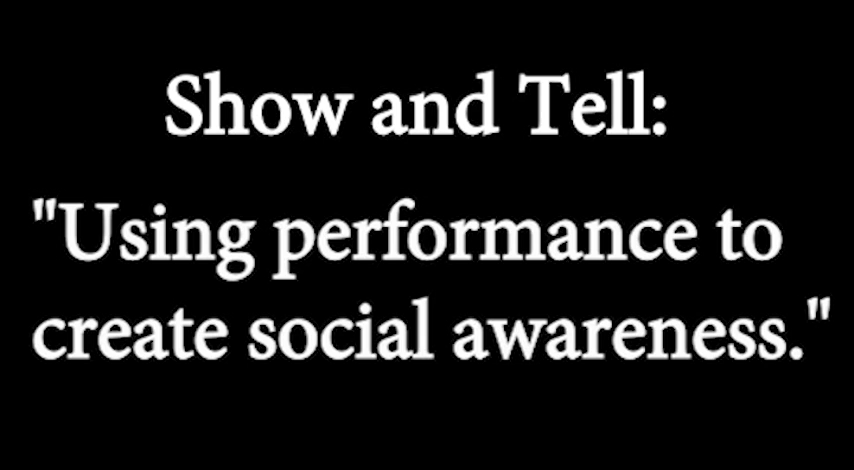 Show and Tell:
"Using performance to
create social awareness."